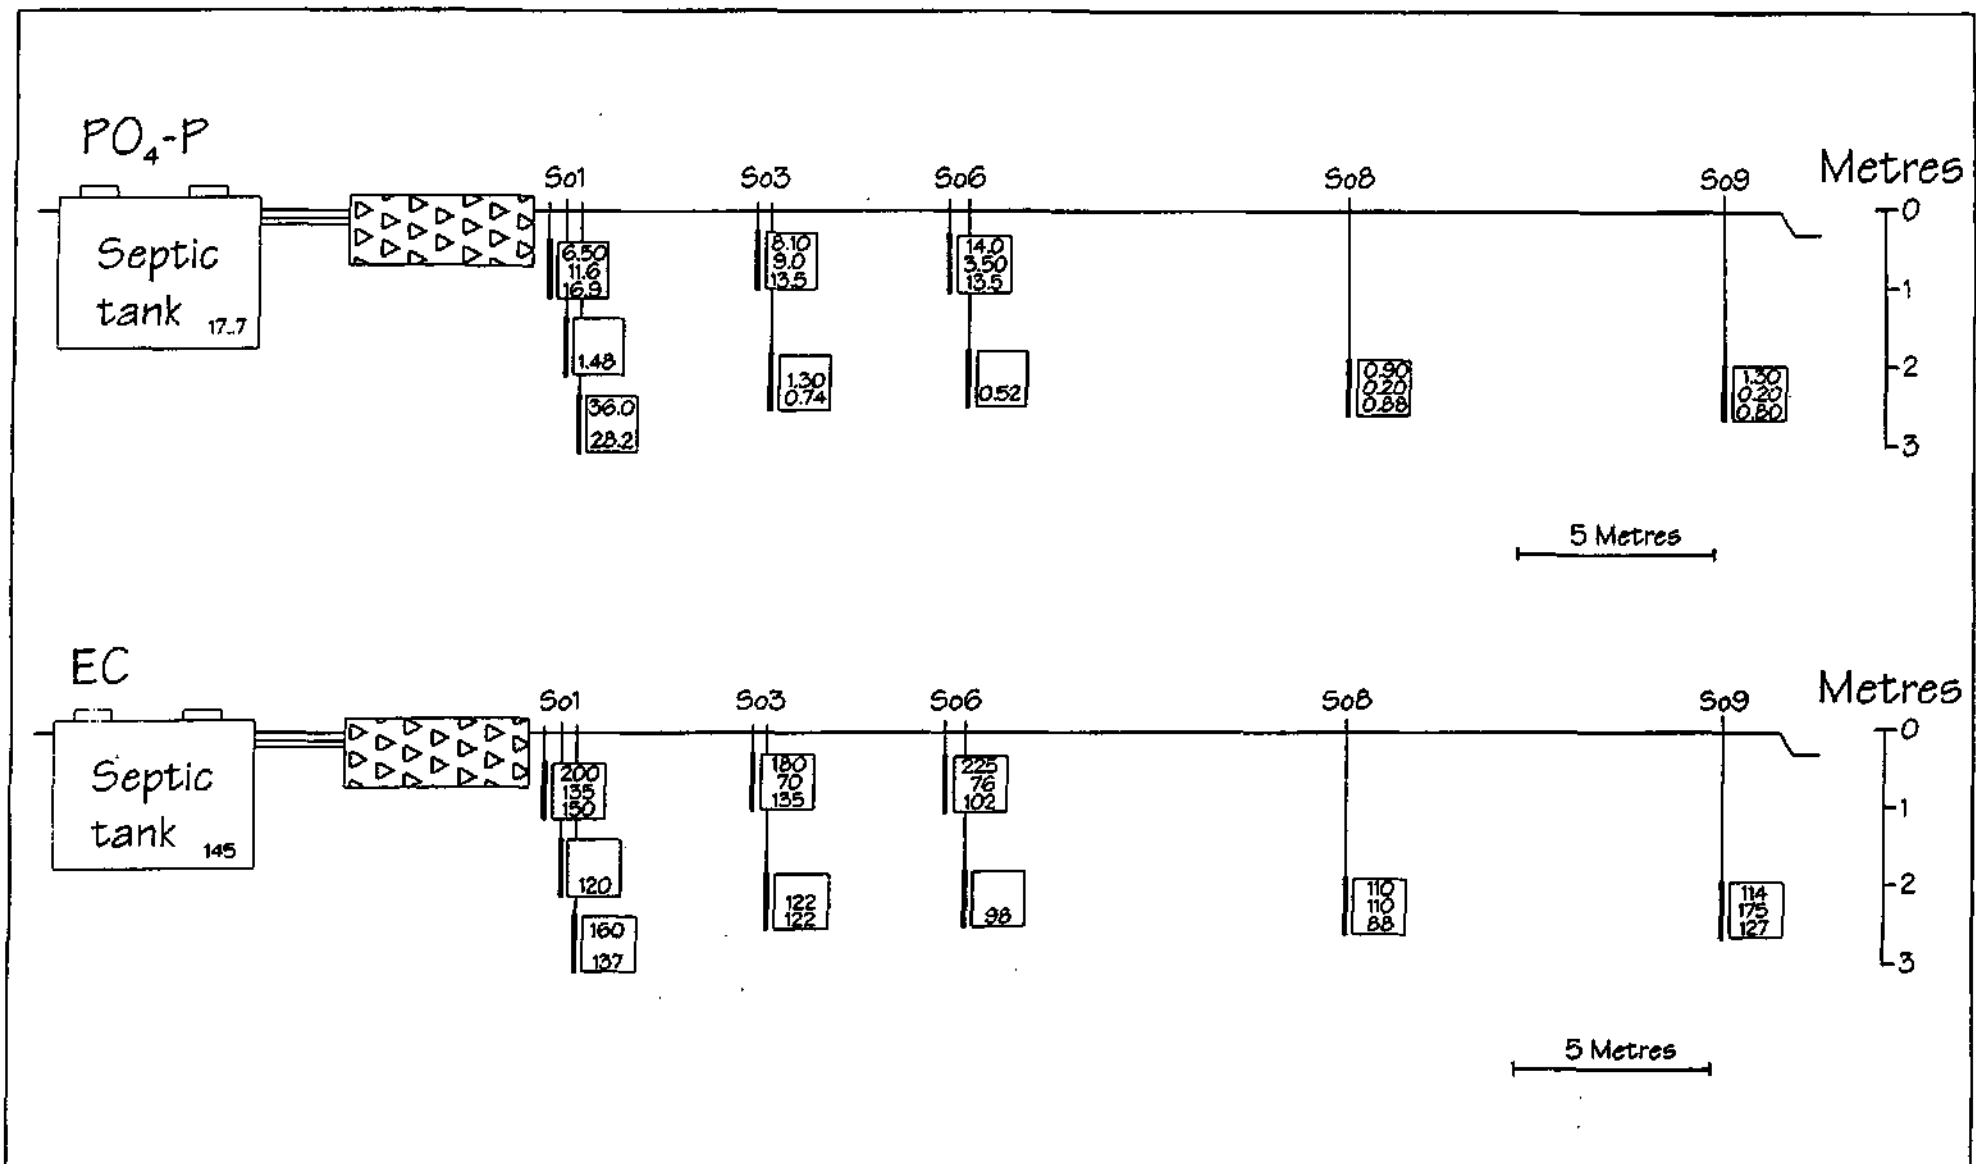 PO4-P
So1
So3
So6
So8
So9
Metres
Septic
tank
17.7
6.50
11.6
16.9
1.48
36.0
28.2
8.10
9.0
13.5
1.30
0.74
14.0
3.50
13.5
0.52
0.90
0.20
0.88
1.30
0.20
0.80
0
1
2
3
5 Metres
EC
So1
So3
So6
So8
So9
Metres
Septic
tank
145
200
135
150
120
160
137
180
70
135
122
122
225
76
102
98
110
110
88
114
175
127
0
1
2
3
5 Metres